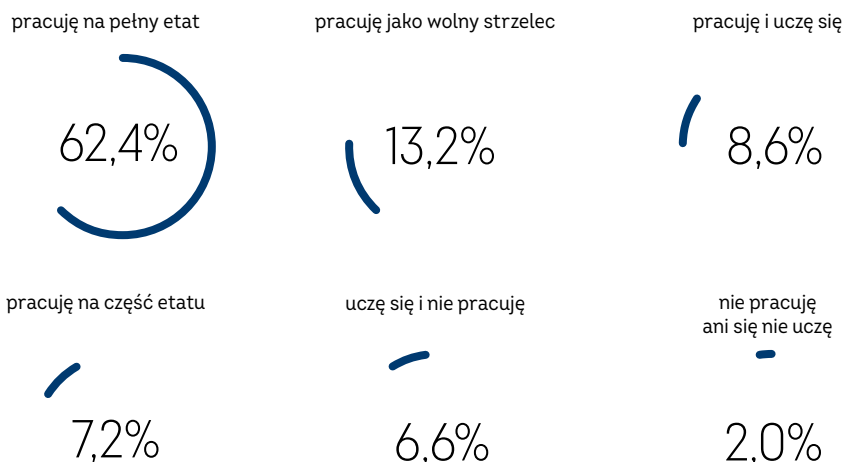 pracuję na pełny etat
62,4%
pracuję jako wolny strzelec
13,2%
pracuję i uczę się
8,6%
pracuję na część etatu
7,2%
uczę się i nie pracuję
6,6%
nie pracuję
ani się nie uczę
2,0%